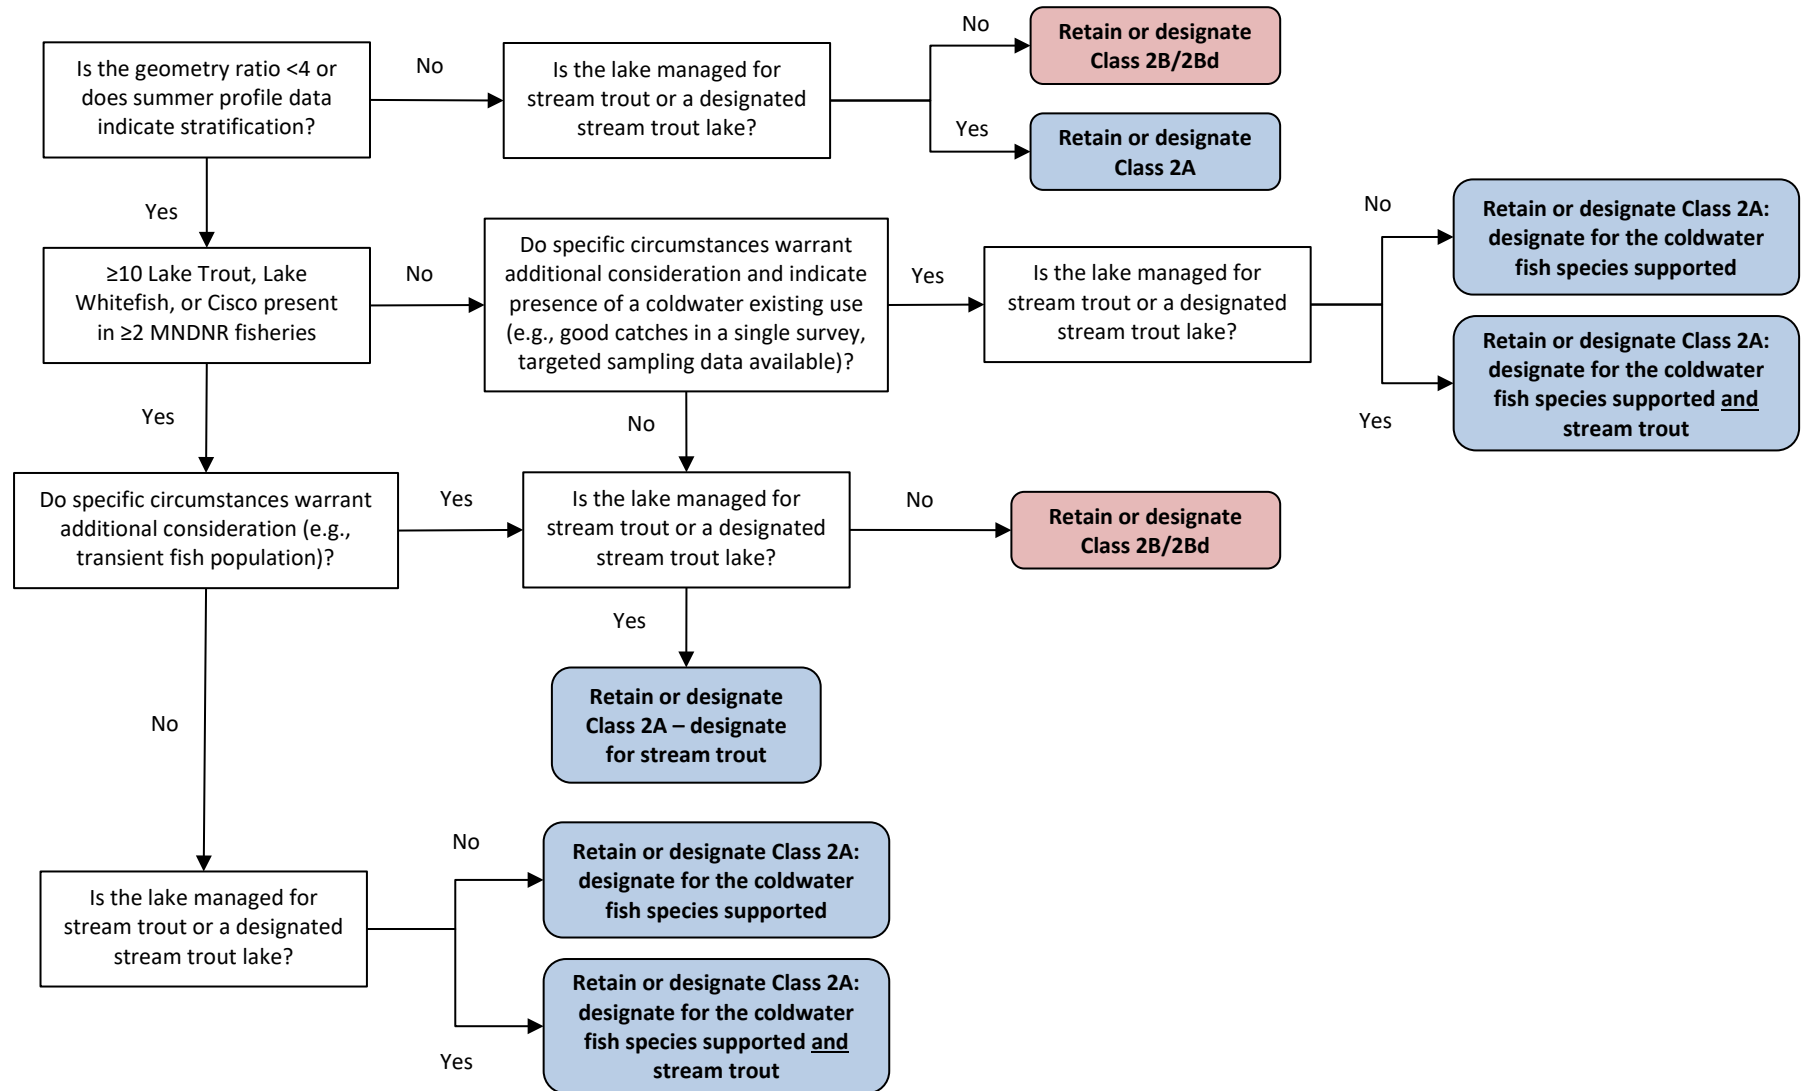 Is the geometry ratio <4 or
does summer profile data
indicate stratification?
No
Is the lake managed for
stream trout or a designated
stream trout lake?
No
Retain or designate
Class 2B/2Bd
Yes
Retain or designate
Class 2A
Yes
≥10 Lake Trout, Lake
Whitefish, or Cisco present
in ≥2 MNDNR fisheries
No
Do specific circumstances warrant
additional consideration and indicate
presence of a coldwater existing use
(e.g., good catches in a single survey,
targeted sampling data available)?
Yes
Is the lake managed for
stream trout or a designated
stream trout lake?
No
Retain or designate Class 2A:
designate for the coldwater
fish species supported
Yes
Retain or designate Class 2A:
designate for the coldwater
fish species supported and
stream trout
Yes
No
Do specific circumstances warrant
additional consideration (e.g.,
transient fish population)?
Yes
Is the lake managed for
stream trout or a designated
stream trout lake?
No
Retain or designate
Class 2B/2Bd
Yes
Retain or designate
Class 2A – designate
for stream trout
No
Is the lake managed for
stream trout or a designated
stream trout lake?
No
Retain or designate Class 2A:
designate for the coldwater
fish species supported
Yes
Retain or designate Class 2A:
designate for the coldwater
fish species supported and
stream trout